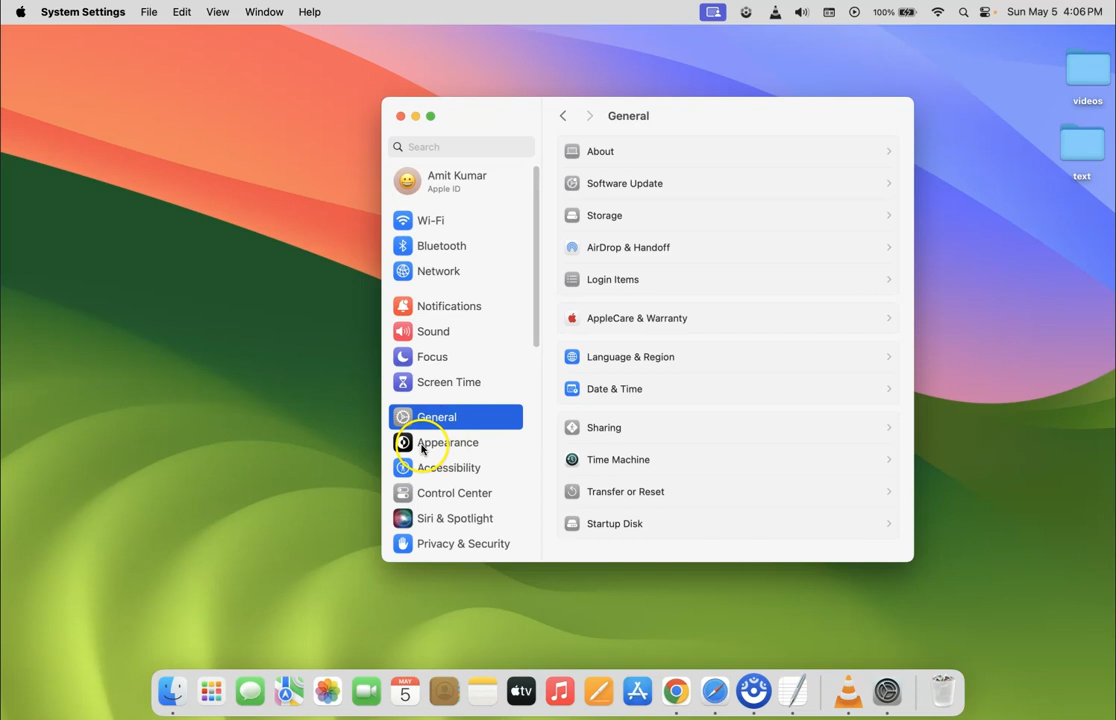 System Settings File Edit View Window Help 100% Sun May 5 4:06 PM
videos
text
Search
Amit Kumar
Apple ID
Wi-Fi
Bluetooth
Network
Notifications
Sound
Focus
Screen Time
General
Appearance
Accessibility
Control Center
Siri & Spotlight
Privacy & Security
General
About
Software Update
Storage
AirDrop & Handoff
Login Items
AppleCare & Warranty
Language & Region
Date & Time
Sharing
Time Machine
Transfer or Reset
Startup Disk
MAY
5
tv